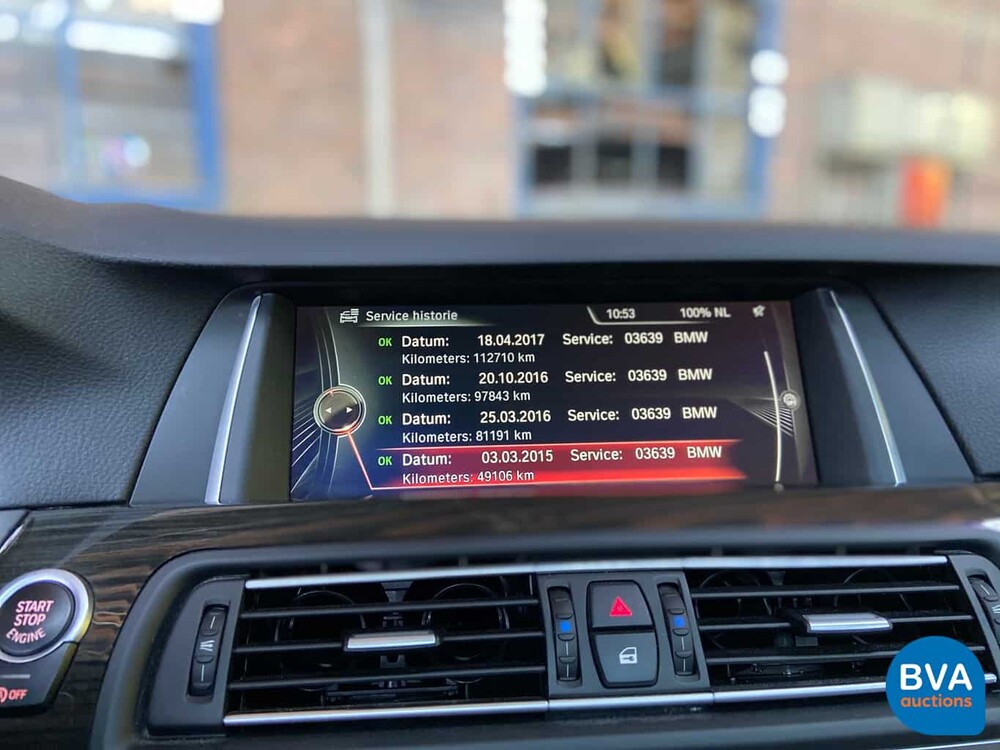 Service historie 10:53 100% NL
OK Datum: 18.04.2017 Service: 03639 BMW
Kilometers: 112710 km
OK Datum: 20.10.2016 Service: 03639 BMW
Kilometers: 97843 km
OK Datum: 25.03.2016 Service: 03639 BMW
Kilometers: 81191 km
OK Datum: 03.03.2015 Service: 03639 BMW
Kilometers: 49106 km
START
STOP
ENGINE
OFF
BVA
auctions